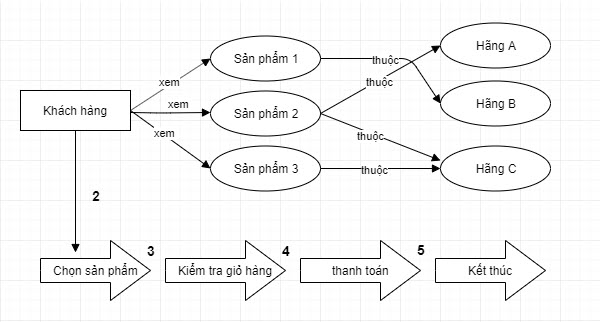 Sản phẩm 1
thuộc
Hãng A
xem
thuộc
Khách hàng
xem
Sản phẩm 2
Hãng B
xem
thuộc
Sản phẩm 3
thuộc
Hãng C
2
3
4
5
Chọn sản phẩm
Kiểm tra giỏ hàng
thanh toán
Kết thúc